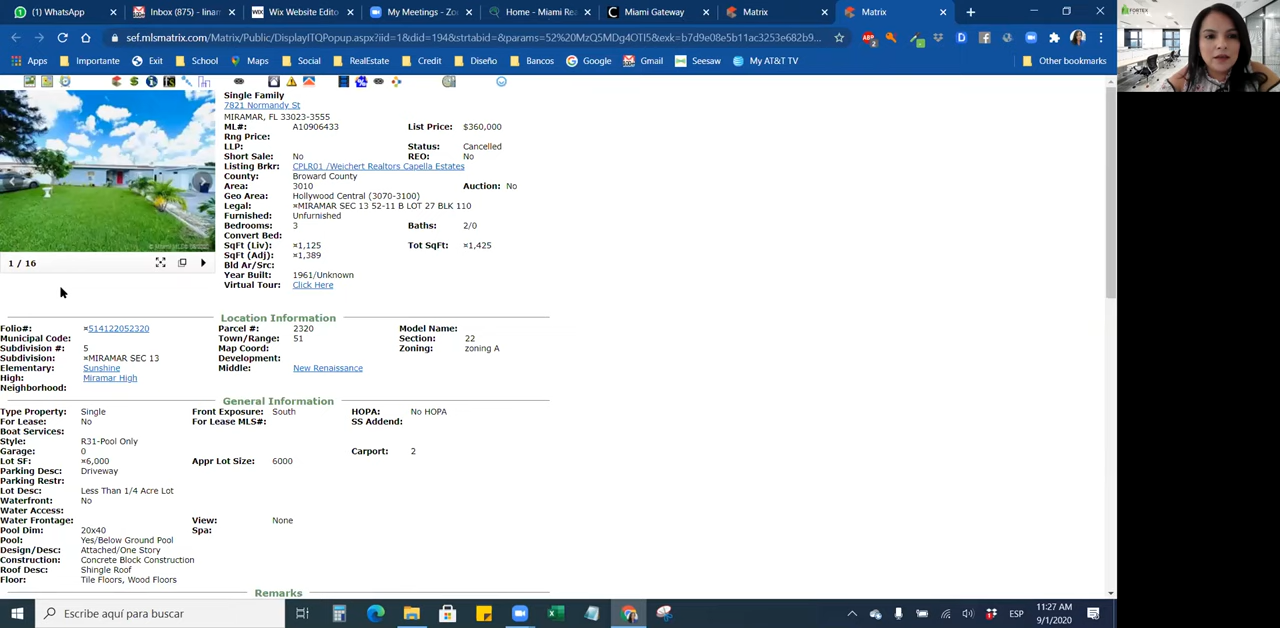 (1) WhatsApp
Inbox (875) - linam
Wix Website Edito
My Meetings - Zoo
Home - Miami Rea
Miami Gateway
Matrix
Matrix
sef.mlsmatrix.com/Matrix/Public/DisplayITQPopup.aspx?iid=1&did=194&strtabid=&params=52%20MzQ5MDg4OTI5&exk=b7d9e08e5b11ac3253e682b9...
Apps Importante Exit School Maps Social RealEstate Credit Diseño Bancos Google Gmail Seesaw My AT&T TV Other bookmarks
FORTEX
Single Family
7821 Normandy St
MIRAMAR, FL 33023-3555
ML#: A10906433 List Price: $360,000
Rng Price:
LLP: Status: Cancelled
Short Sale: No REO: No
Listing Brkr: CPLR01 /Weichert Realtors Capella Estates
County: Broward County
Area: 3010 Auction: No
Geo Area: Hollywood Central (3070-3100)
Legal: ¤MIRAMAR SEC 13 52-11 B LOT 27 BLK 110
Furnished: Unfurnished
Bedrooms: 3 Baths: 2/0
Convert Bed:
SqFt (Liv): ¤1,125 Tot SqFt: ¤1,425
SqFt (Adj): ¤1,389
Bld Ar/Src:
Year Built: 1961/Unknown
Virtual Tour: Click Here
1 / 16
Location Information
Folio#: ¤514122052320 Parcel #: 2320 Model Name:
Municipal Code: Town/Range: 51 Section: 22
Subdivision #: 5 Map Coord: Zoning: zoning A
Subdivision: ¤MIRAMAR SEC 13 Development:
Elementary: Sunshine Middle: New Renaissance
High: Miramar High
Neighborhood:
General Information
Type Property: Single Front Exposure: South HOPA: No HOPA
For Lease: No For Lease MLS#: SS Addend:
Boat Services:
Style: R31-Pool Only
Garage: 0 Carport: 2
Lot SF: ¤6,000 Appr Lot Size: 6000
Parking Desc: Driveway
Parking Restr:
Lot Desc: Less Than 1/4 Acre Lot
Waterfront: No
Water Access:
Water Frontage: View: None
Pool Dim: 20x40 Spa:
Pool: Yes/Below Ground Pool
Design/Desc: Attached/One Story
Construction: Concrete Block Construction
Roof Desc: Shingle Roof
Floor: Tile Floors, Wood Floors
Remarks
Escribe aquí para buscar
ESP
11:27 AM
9/1/2020